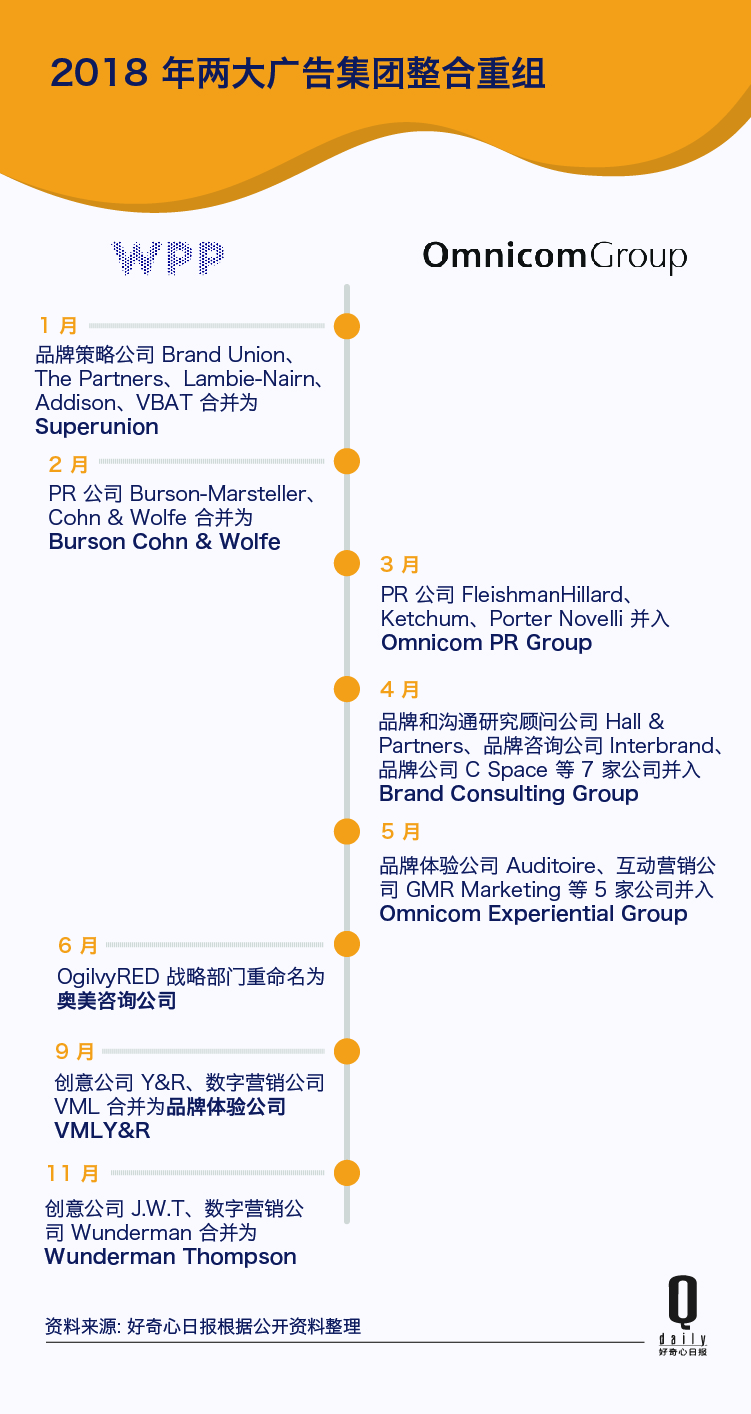 2018 年两大广告集团整合重组
WPP
OmnicomGroup
1 月
品牌策略公司 Brand Union、
The Partners、Lambie-Nairn、
Addison、VBAT 合并为
Superunion
2 月
PR 公司 Burson-Marsteller、
Cohn & Wolfe 合并为
Burson Cohn & Wolfe
3 月
PR 公司 FleishmanHillard、
Ketchum、Porter Novelli 并入
Omnicom PR Group
4 月
品牌和沟通研究顾问公司 Hall &
Partners、品牌咨询公司 Interbrand、
品牌公司 C Space 等 7 家公司并入
Brand Consulting Group
5 月
品牌体验公司 Auditoire、互动营销公
司 GMR Marketing 等 5 家公司并入
Omnicom Experiential Group
6 月
OgilvyRED 战略部门重命名为
奥美咨询公司
9 月
创意公司 Y&R、数字营销公司
VML 合并为品牌体验公司
VMLY&R
11 月
创意公司 J.W.T、数字营销公
司 Wunderman 合并为
Wunderman Thompson
资料来源: 好奇心日报根据公开资料整理
Q
daily
好奇心日报